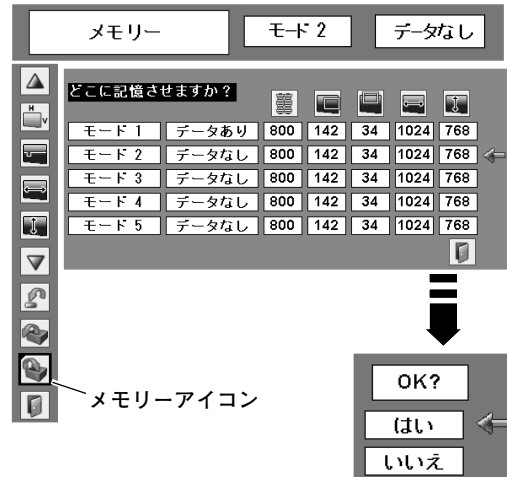 メモリー モード 2 データなし
H V
どこに記憶させますか?
モード 1 データあり 800 142 34 1024 768
モード 2 データなし 800 142 34 1024 768
モード 3 データなし 800 142 34 1024 768
モード 4 データなし 800 142 34 1024 768
モード 5 データなし 800 142 34 1024 768
メモリーアイコン
OK?
はい
いいえ